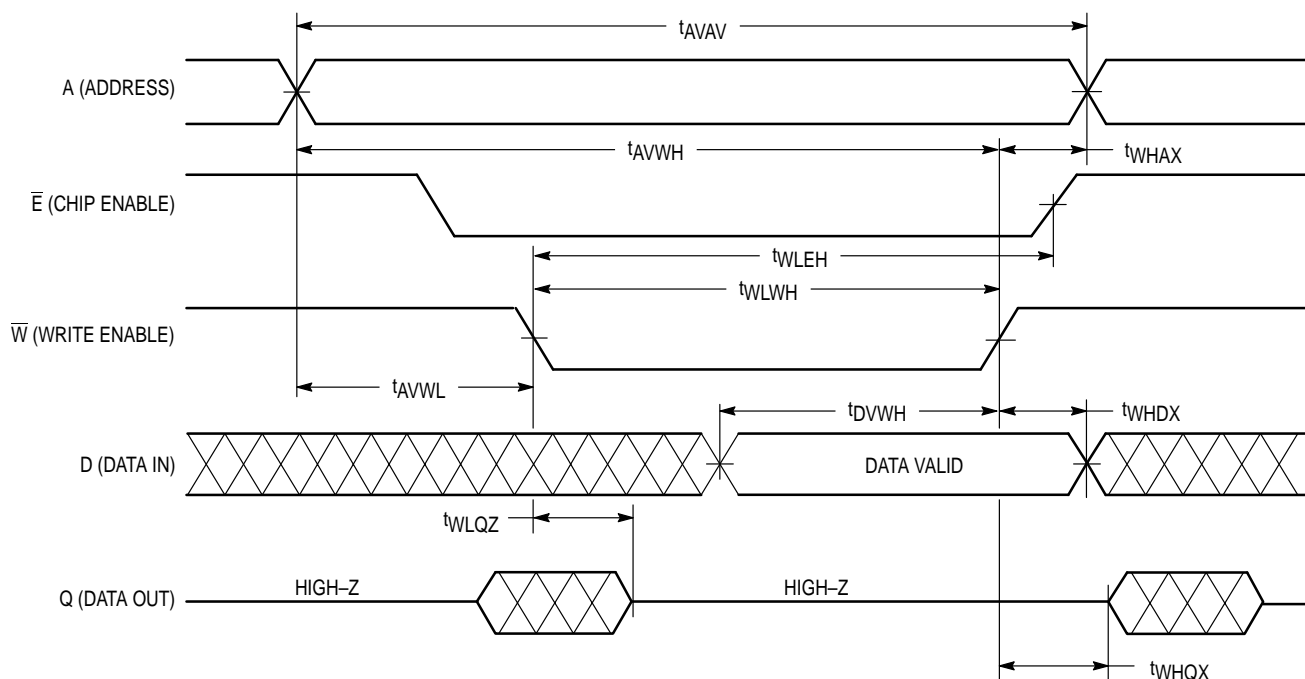 tAVAV
A (ADDRESS)
tAVWH
tWHAX
E̅ (CHIP ENABLE)
tWLEH
tWLWH
W̅ (WRITE ENABLE)
tAVWL
tDVWH
tWHDX
D (DATA IN)
DATA VALID
tWLQZ
HIGH–Z
HIGH–Z
Q (DATA OUT)
tWHQX